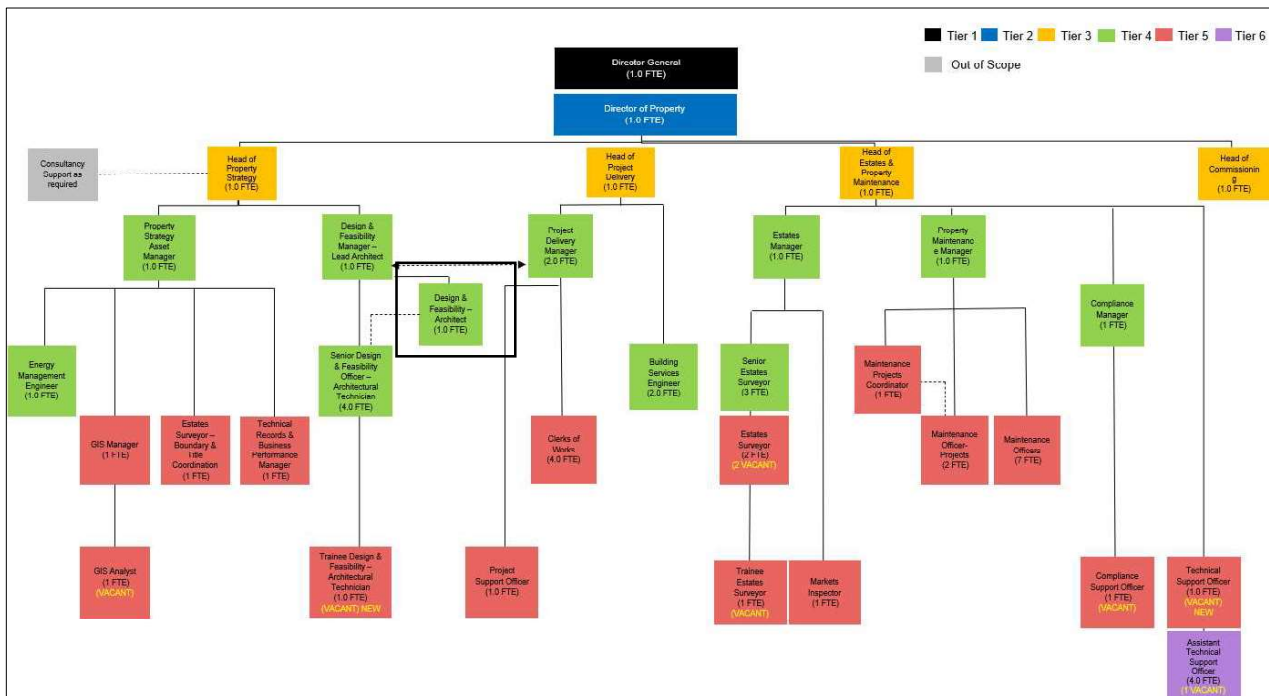 Tier 1 Tier 2 Tier 3 Tier 4 Tier 5 Tier 6
Out of Scope
Director General
(1.0 FTE)
Director of Property
(1.0 FTE)
Consultancy
Support as
required
Head of
Property
Strategy
(1.0 FTE)
Head of
Project
Delivery
(1.0 FTE)
Head of
Estates &
Property
Maintenance
(1.0 FTE)
Head of
Commissionin
g
(1.0 FTE)
Property
Strategy
Asset
Manager
(1.0 FTE)
Design &
Feasibility
Manager –
Lead Architect
(1.0 FTE)
Project
Delivery
Manager
(2.0 FTE)
Estates
Manager
(1.0 FTE)
Property
Maintenanc
e Manager
(1.0 FTE)
Design &
Feasibility –
Architect
(1.0 FTE)
Compliance
Manager
(1 FTE)
Energy
Management
Engineer
(1.0 FTE)
Senior Design
& Feasibility
Officer –
Architectural
Technician
(4.0 FTE)
Building
Services
Engineer
(2.0 FTE)
Senior
Estates
Surveyor
(3 FTE)
Maintenance
Projects
Coordinator
(1 FTE)
GIS Manager
(1 FTE)
Estates
Surveyor –
Boundary &
Title
Coordination
(1 FTE)
Technical
Records &
Business
Performance
Manager
(1 FTE)
Clerks of
Works
(4.0 FTE)
Estates
Surveyor
(2 FTE)
(2 VACANT)
Maintenance
Officer-
Projects
(2 FTE)
Maintenance
Officers
(7 FTE)
GIS Analyst
(1 FTE)
(VACANT)
Trainee Design &
Feasibility –
Architectural
Technician
(1.0 FTE)
(VACANT) NEW
Project
Support Officer
(1.0 FTE)
Trainee
Estates
Surveyor
(1 FTE)
(VACANT)
Markets
Inspector
(1 FTE)
Compliance
Support Officer
(1 FTE)
(VACANT)
Technical
Support Officer
(1.0 FTE)
(VACANT)
NEW
Assistant
Technical
Support
Officer
(4.0 FTE)
(1 VACANT)